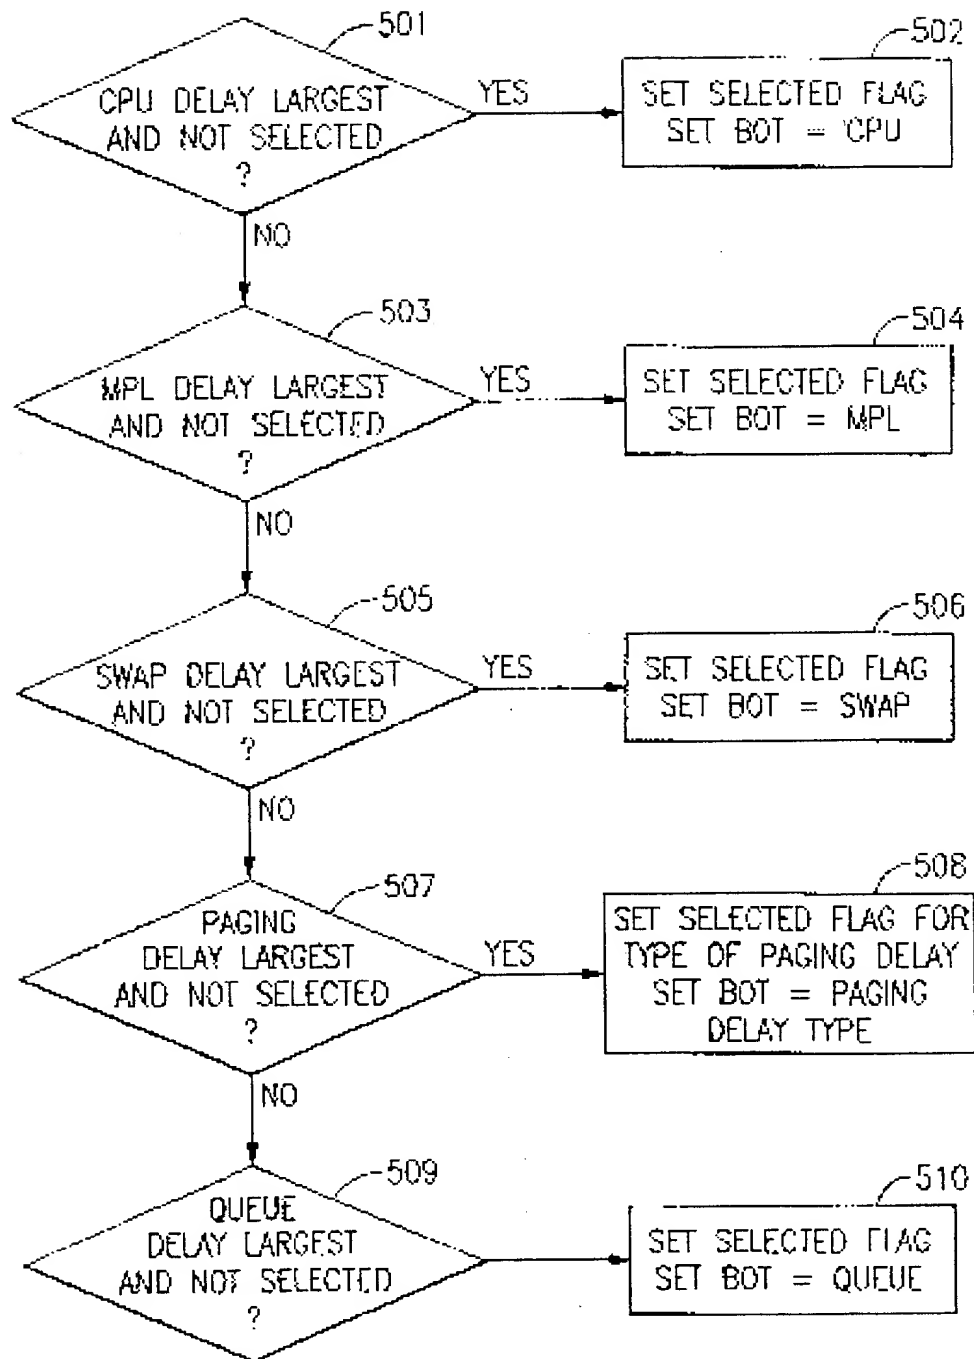 501
CPU DELAY LARGEST
AND NOT SELECTED
?
YES
502
SET SELECTED FLAG
SET BOT = CPU
NO
503
MPL DELAY LARGEST
AND NOT SELECTED
?
YES
504
SET SELECTED FLAG
SET BOT = MPL
NO
505
SWAP DELAY LARGEST
AND NOT SELECTED
?
YES
506
SET SELECTED FLAG
SET BOT = SWAP
NO
507
PAGING
DELAY LARGEST
AND NOT SELECTED
?
YES
508
SET SELECTED FLAG FOR
TYPE OF PAGING DELAY
SET BOT = PAGING
DELAY TYPE
NO
509
QUEUE
DELAY LARGEST
AND NOT SELECTED
?
510
SET SELECTED FLAG
SET BOT = QUEUE